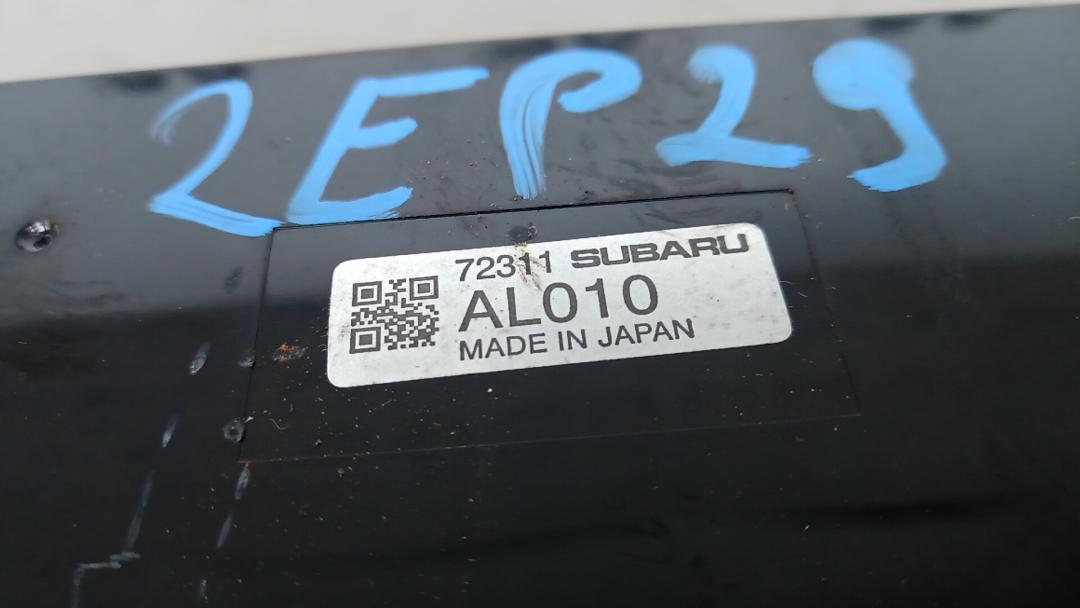 2EP29
72311 SUBARU
AL010
MADE IN JAPAN